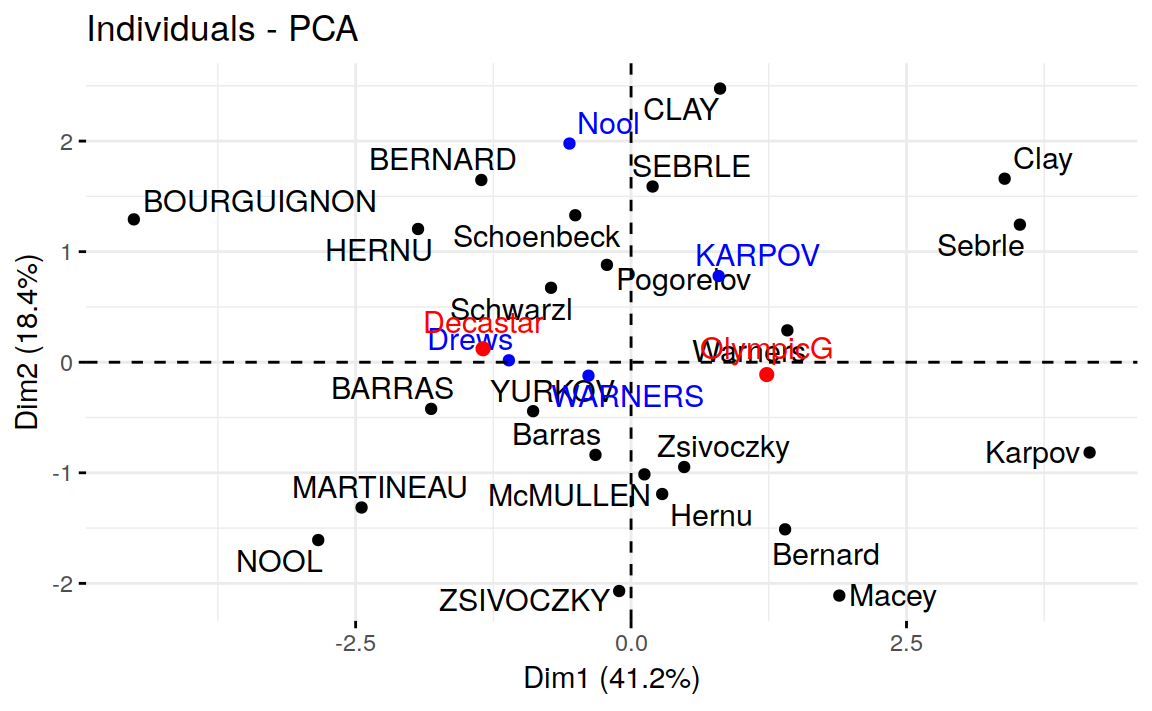 Individuals - PCA
CLAY
Nool
BERNARD
SEBRLE
Clay
BOURGUIGNON
HERNU
Schoenbeck
KARPOV
Sebrle
Pogorelov
Schwarzl
Decastar
Drews
Warners
OlympicG
BARRAS
YURKOV
WARNERS
Barras
Zsivoczky
Karpov
MARTINEAU
McMULLEN
Hernu
NOOL
Bernard
ZSIVOCZKY
Macey
2
1
0
-1
-2
Dim2 (18.4%)
-2.5
0.0
2.5
Dim1 (41.2%)